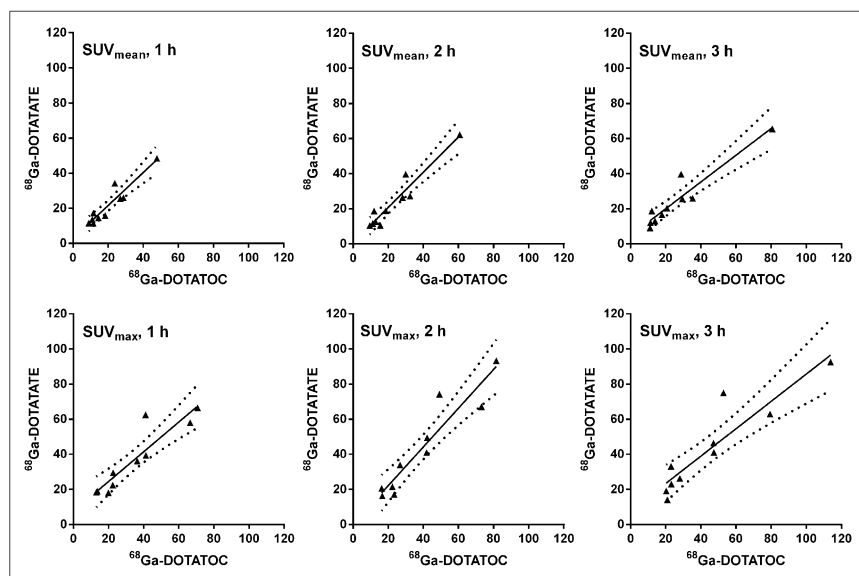 SUVmean, 1 h
120
100
80
60
40
20
0
68Ga-DOTATATE
0 20 40 60 80 100 120
68Ga-DOTATOC
SUVmean, 2 h
120
100
80
60
40
20
0
68Ga-DOTATATE
0 20 40 60 80 100 120
68Ga-DOTATOC
SUVmean, 3 h
120
100
80
60
40
20
0
68Ga-DOTATATE
0 20 40 60 80 100 120
68Ga-DOTATOC
SUVmax, 1 h
120
100
80
60
40
20
0
68Ga-DOTATATE
0 20 40 60 80 100 120
68Ga-DOTATOC
SUVmax, 2 h
120
100
80
60
40
20
0
68Ga-DOTATATE
0 20 40 60 80 100 120
68Ga-DOTATOC
SUVmax, 3 h
120
100
80
60
40
20
0
68Ga-DOTATATE
0 20 40 60 80 100 120
68Ga-DOTATOC